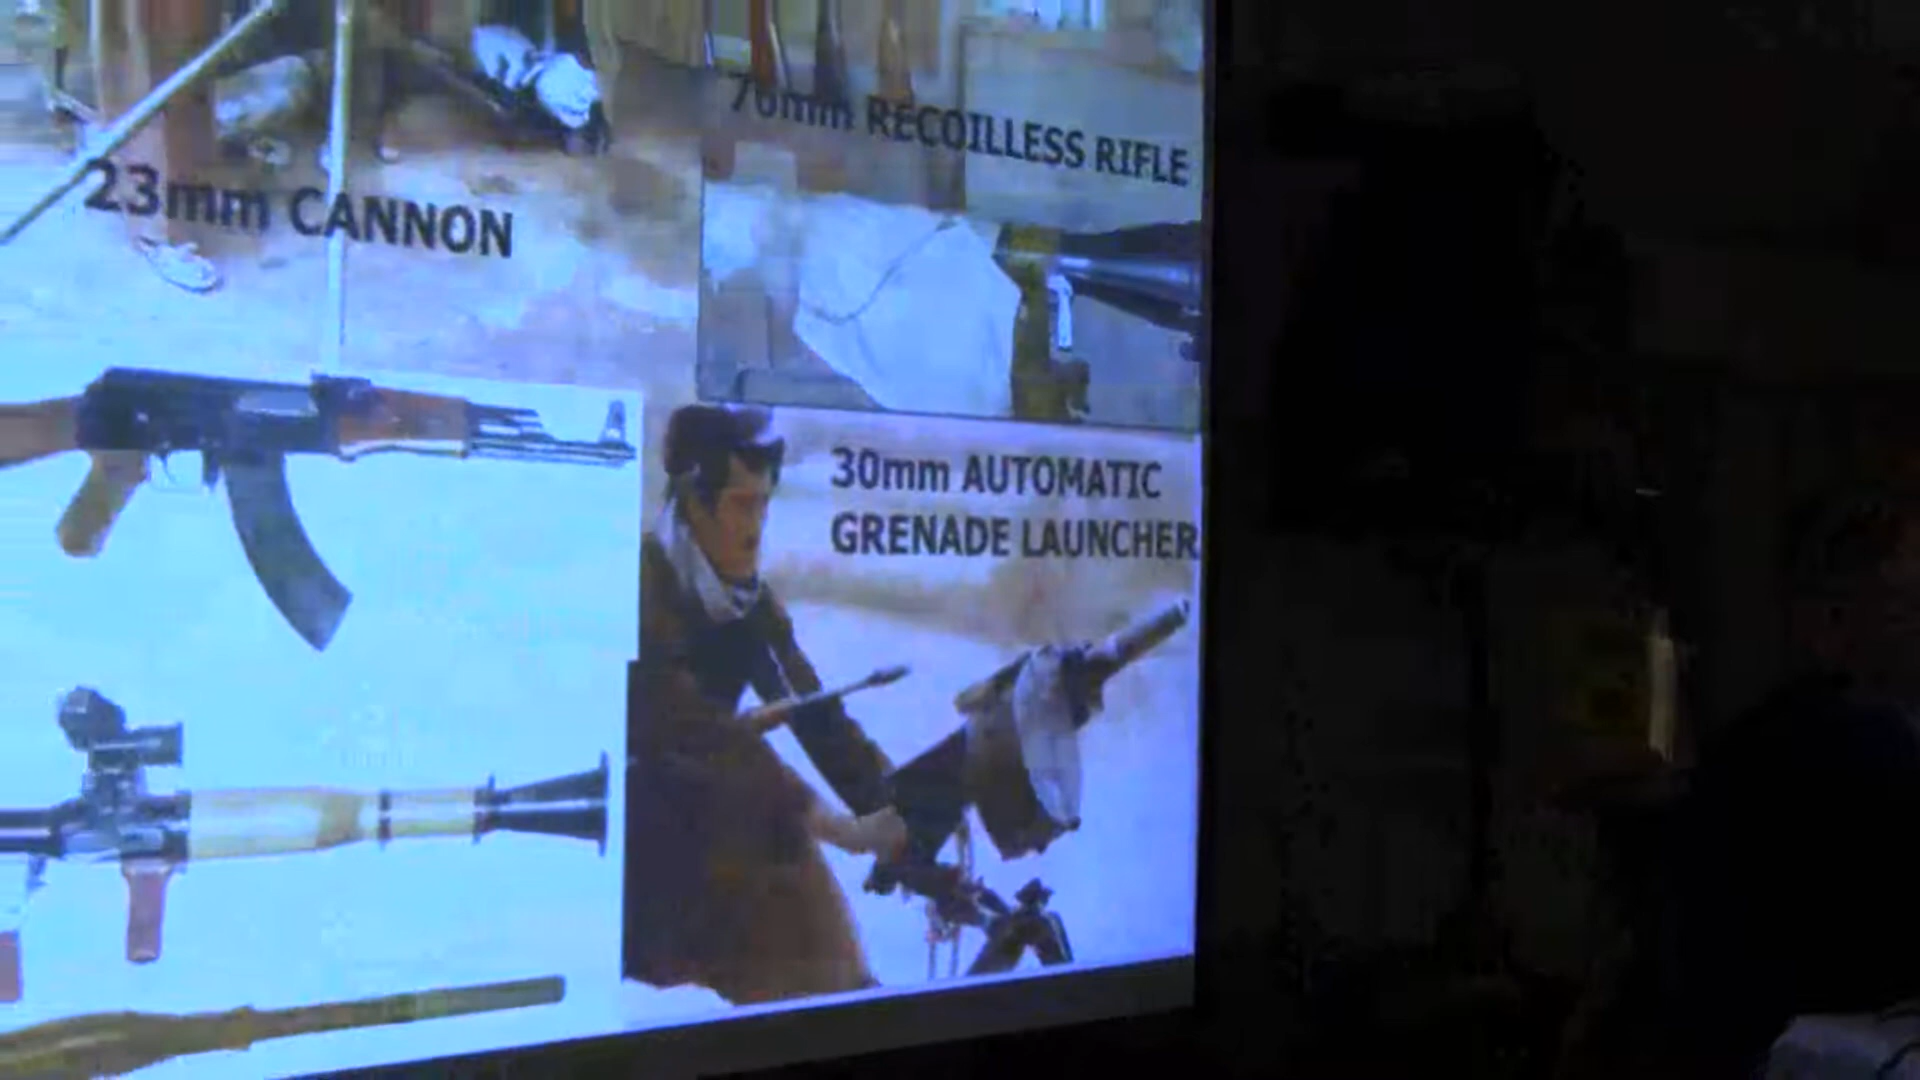 23mm CANNON
RECOILLESS RIFLE
30mm AUTOMATIC
GRENADE LAUNCHER